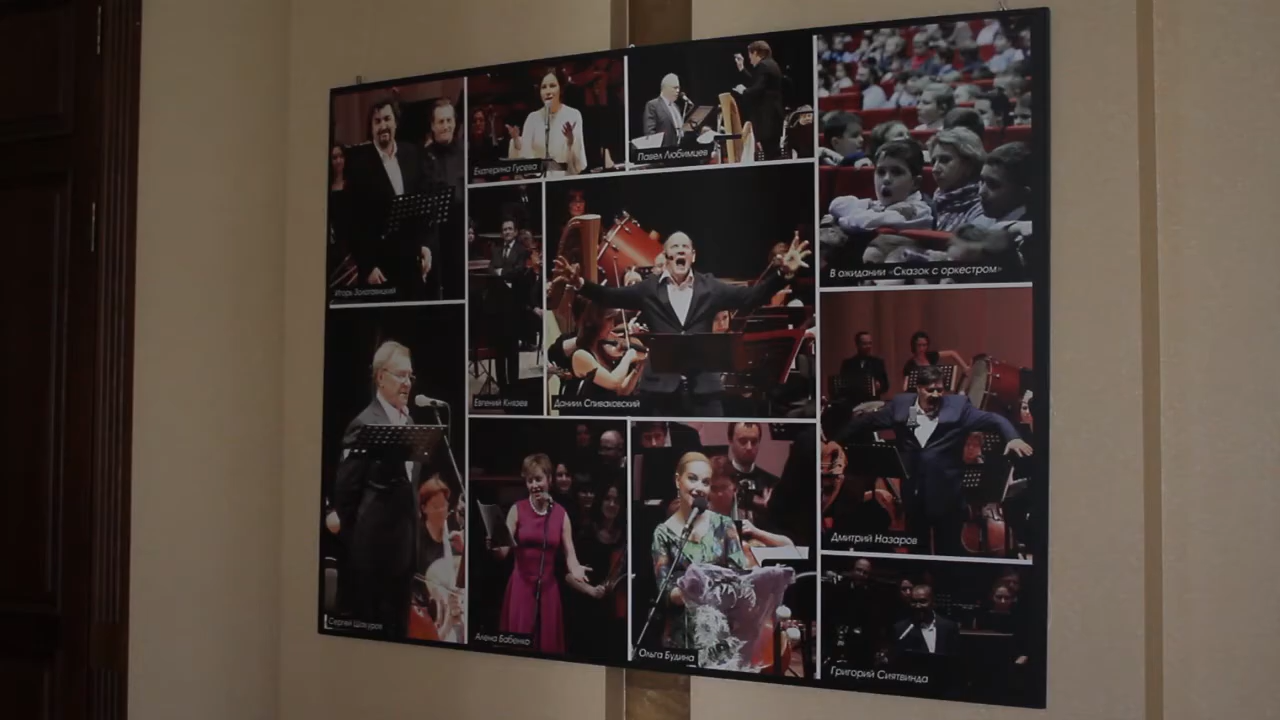 Екатерина Гусева
Павел Любимцев
Игорь Золотовицкий
В ожидании «Сказок с оркестром»
Евгений Князев
Даниил Спиваковский
Дмитрий Назаров
Сергей Шакуров
Алена Бабенко
Ольга Будина
Григорий Сиятвинда